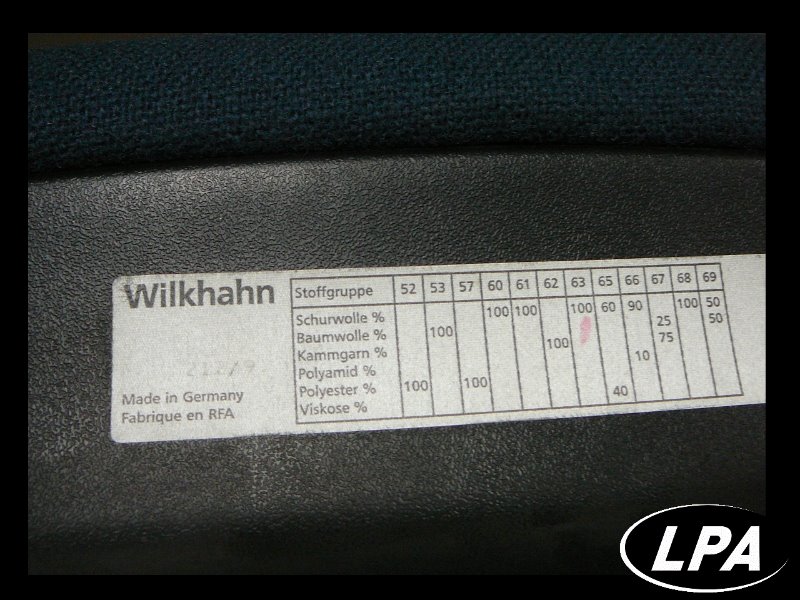 Wilkhahn
Made in Germany
Fabrique en RFA
Stoffgruppe 52 53 57 60 61 62 63 65 66 67 68 69
Schurwolle % 100 100 100 60 90 100 50
Baumwolle % 100 25 50
Kammgarn % 100 75
Polyamid % 10
Polyester % 100 100
Viskose % 40
LPA